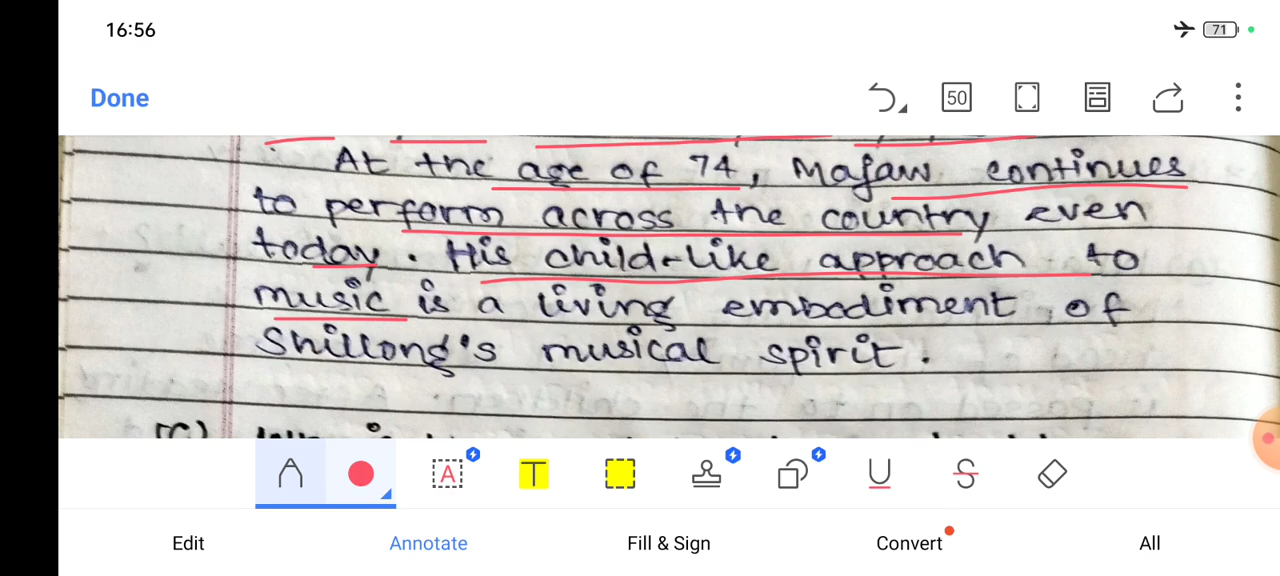 16:56
71
Done
50
At the age of 74, Majaw continues
to perform across the country even
today. His child-like approach to
music is a living embodiment of
Shillong's musical spirit.
(C)
A T U S
Edit Annotate Fill & Sign Convert All